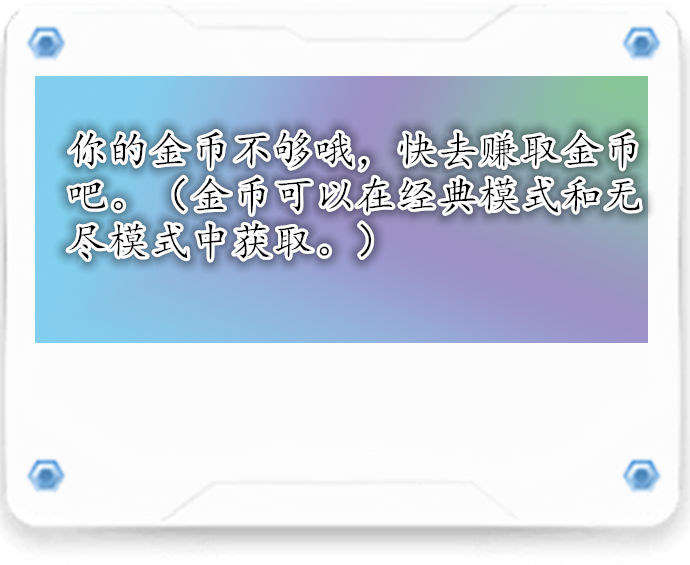 你的金币不够哦，快去赚取金币
吧。（金币可以在经典模式和无
尽模式中获取。）